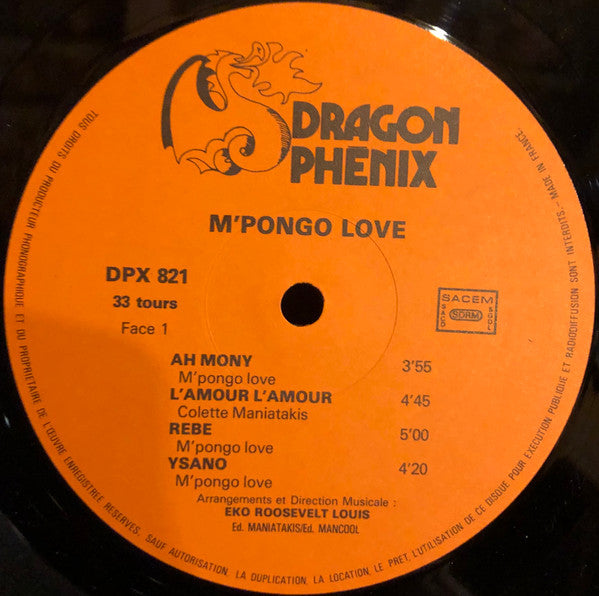 DRAGON
PHENIX
M'PONGO LOVE
DPX 821
33 tours
Face 1
SACEM
SACD
SDRM
SGDL
AH MONY 3'55
M'pongo love
L'AMOUR L'AMOUR 4'45
Colette Maniatakis
REBE 5'00
M'pongo love
YSANO 4'20
M'pongo love
Arrangements et Direction Musicale :
EKO ROOSEVELT LOUIS
Ed. MANIATAKIS/Ed. MANCOOL
TOUS DROITS DU PRODUCTEUR PHONOGRAPHIQUE ET DU PROPRIETAIRE DE L'ŒUVRE ENREGISTREE RESERVES. SAUF AUTORISATION, LA DUPLICATION, LA LOCATION, LE PRET, L'UTILISATION DE CE DISQUE POUR EXECUTION PUBLIQUE ET RADIODIFFUSION SONT INTERDITS. — MADE IN FRANCE.